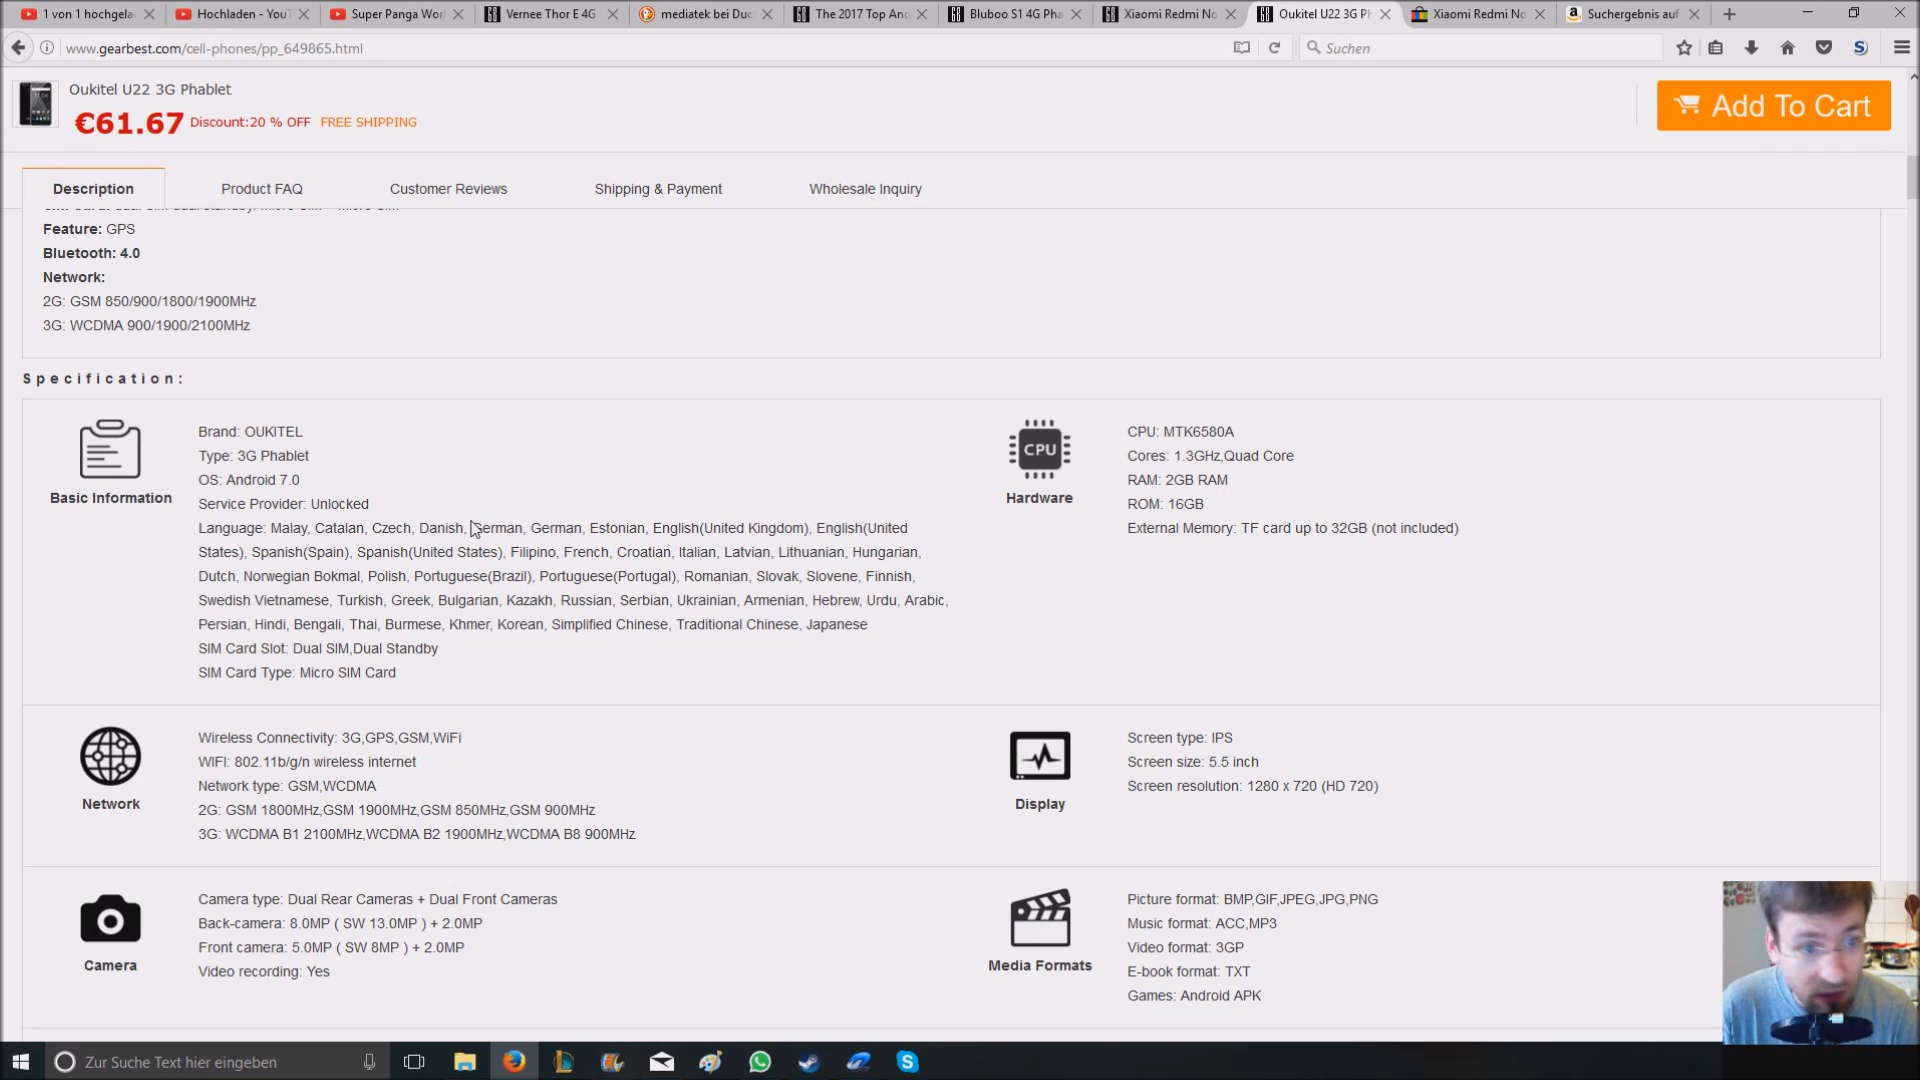 1 von 1 hochgela
Hochladen - YouT
Super Panga Worl
Vernee Thor E 4G
mediatek bei Duc
The 2017 Top And
Bluboo S1 4G Pha
Xiaomi Redmi No
Oukitel U22 3G Ph
Xiaomi Redmi No
Suchergebnis auf
www.gearbest.com/cell-phones/pp_649865.html
Suchen
Oukitel U22 3G Phablet
€61.67 Discount:20 % OFF FREE SHIPPING
Add To Cart
Description
Product FAQ
Customer Reviews
Shipping & Payment
Wholesale Inquiry
Feature: GPS
Bluetooth: 4.0
Network:
2G: GSM 850/900/1800/1900MHz
3G: WCDMA 900/1900/2100MHz
Specification:
Basic Information
Brand: OUKITEL
Type: 3G Phablet
OS: Android 7.0
Service Provider: Unlocked
Language: Malay, Catalan, Czech, Danish, German, German, Estonian, English(United Kingdom), English(United
States), Spanish(Spain), Spanish(United States), Filipino, French, Croatian, Italian, Latvian, Lithuanian, Hungarian,
Dutch, Norwegian Bokmal, Polish, Portuguese(Brazil), Portuguese(Portugal), Romanian, Slovak, Slovene, Finnish,
Swedish Vietnamese, Turkish, Greek, Bulgarian, Kazakh, Russian, Serbian, Ukrainian, Armenian, Hebrew, Urdu, Arabic,
Persian, Hindi, Bengali, Thai, Burmese, Khmer, Korean, Simplified Chinese, Traditional Chinese, Japanese
SIM Card Slot: Dual SIM,Dual Standby
SIM Card Type: Micro SIM Card
CPU
Hardware
CPU: MTK6580A
Cores: 1.3GHz,Quad Core
RAM: 2GB RAM
ROM: 16GB
External Memory: TF card up to 32GB (not included)
Network
Wireless Connectivity: 3G,GPS,GSM,WiFi
WIFI: 802.11b/g/n wireless internet
Network type: GSM,WCDMA
2G: GSM 1800MHz,GSM 1900MHz,GSM 850MHz,GSM 900MHz
3G: WCDMA B1 2100MHz,WCDMA B2 1900MHz,WCDMA B8 900MHz
Display
Screen type: IPS
Screen size: 5.5 inch
Screen resolution: 1280 x 720 (HD 720)
Camera
Camera type: Dual Rear Cameras + Dual Front Cameras
Back-camera: 8.0MP ( SW 13.0MP ) + 2.0MP
Front camera: 5.0MP ( SW 8MP ) + 2.0MP
Video recording: Yes
Media Formats
Picture format: BMP,GIF,JPEG,JPG,PNG
Music format: ACC,MP3
Video format: 3GP
E-book format: TXT
Games: Android APK
Zur Suche Text hier eingeben